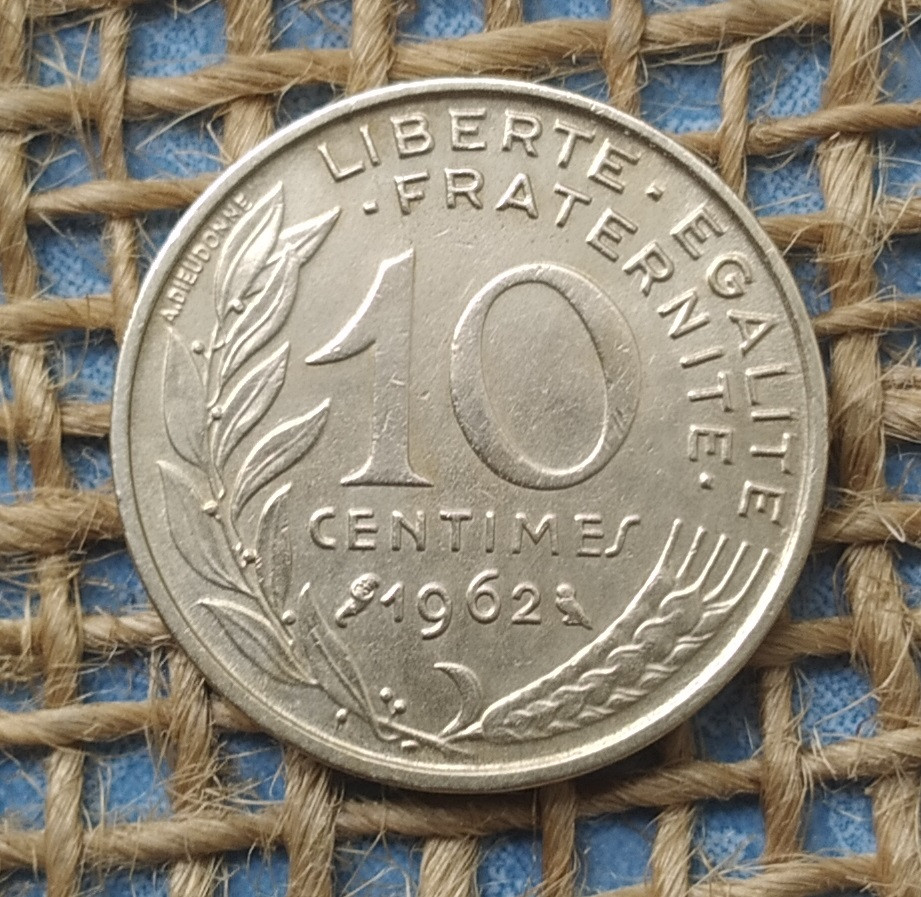 LIBERTE · EGALITE
· FRATERNITE ·
A.DIEUDONNE
10
CENTIMES
1962